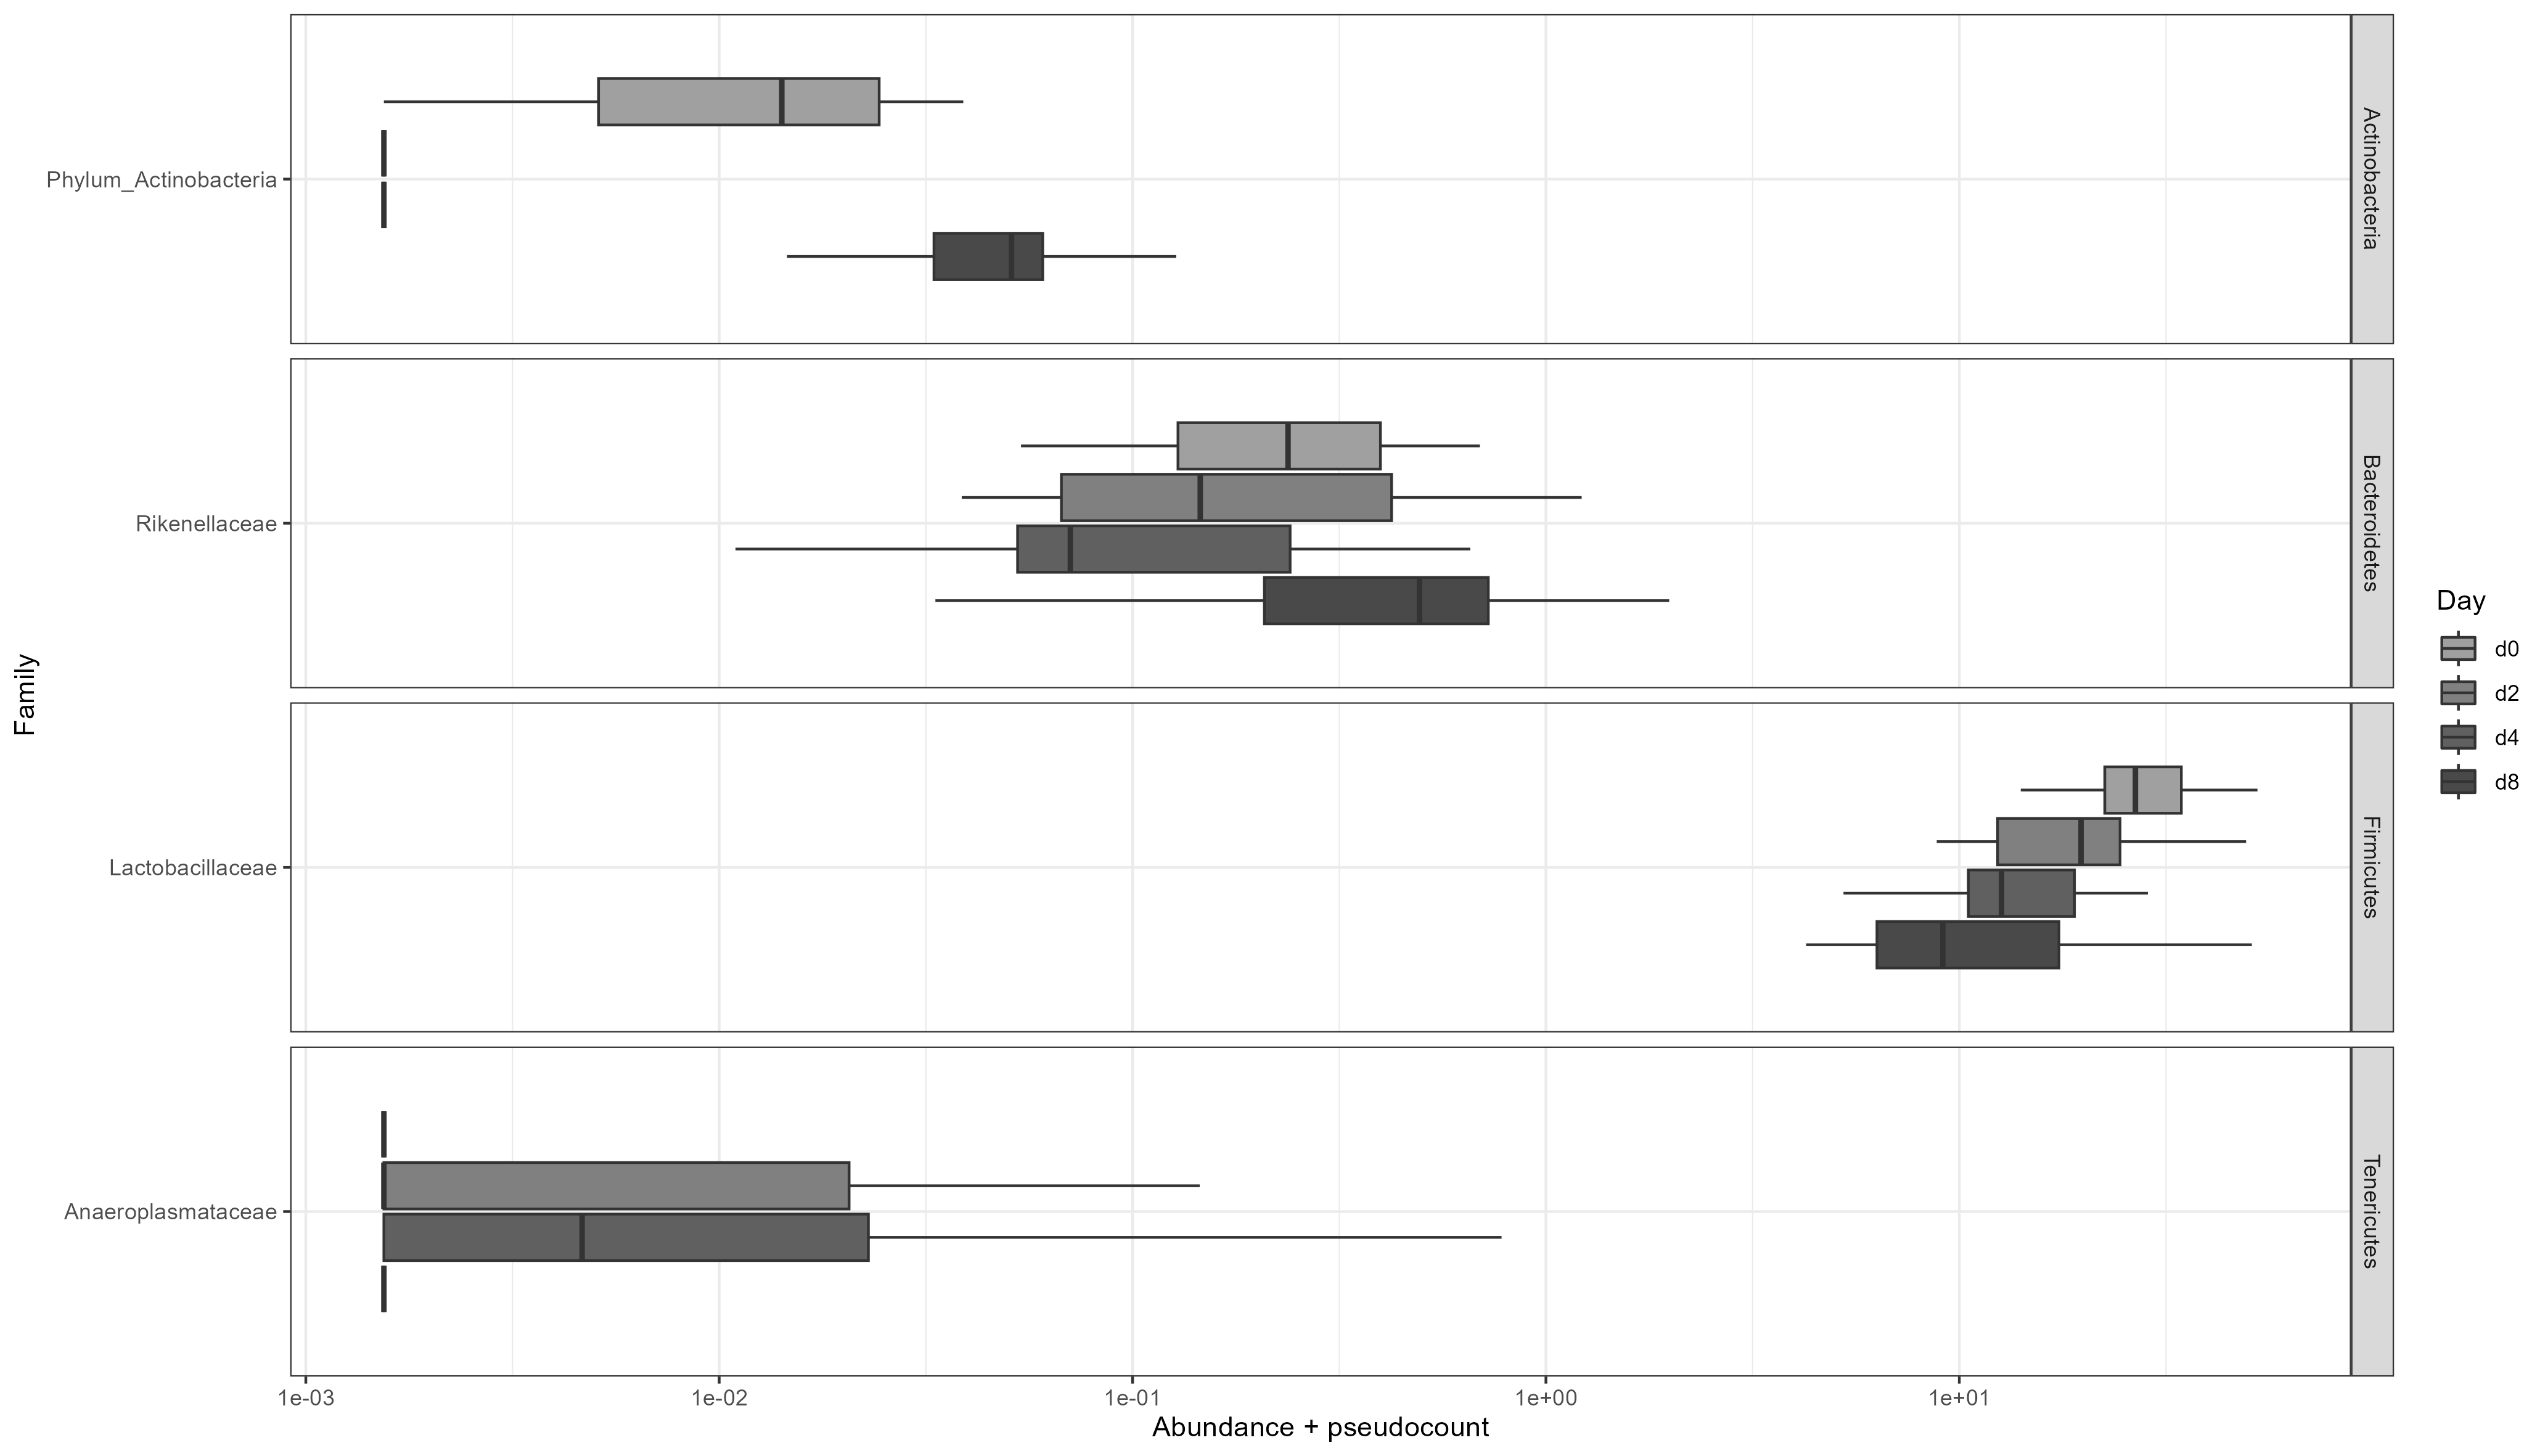 Phylum_Actinobacteria
Actinobacteria
Rikenellaceae
Bacteroidetes
Lactobacillaceae
Firmicutes
Anaeroplasmataceae
Tenericutes
Family
1e-03 1e-02 1e-01 1e+00 1e+01
Abundance + pseudocount
Day
d0
d2
d4
d8